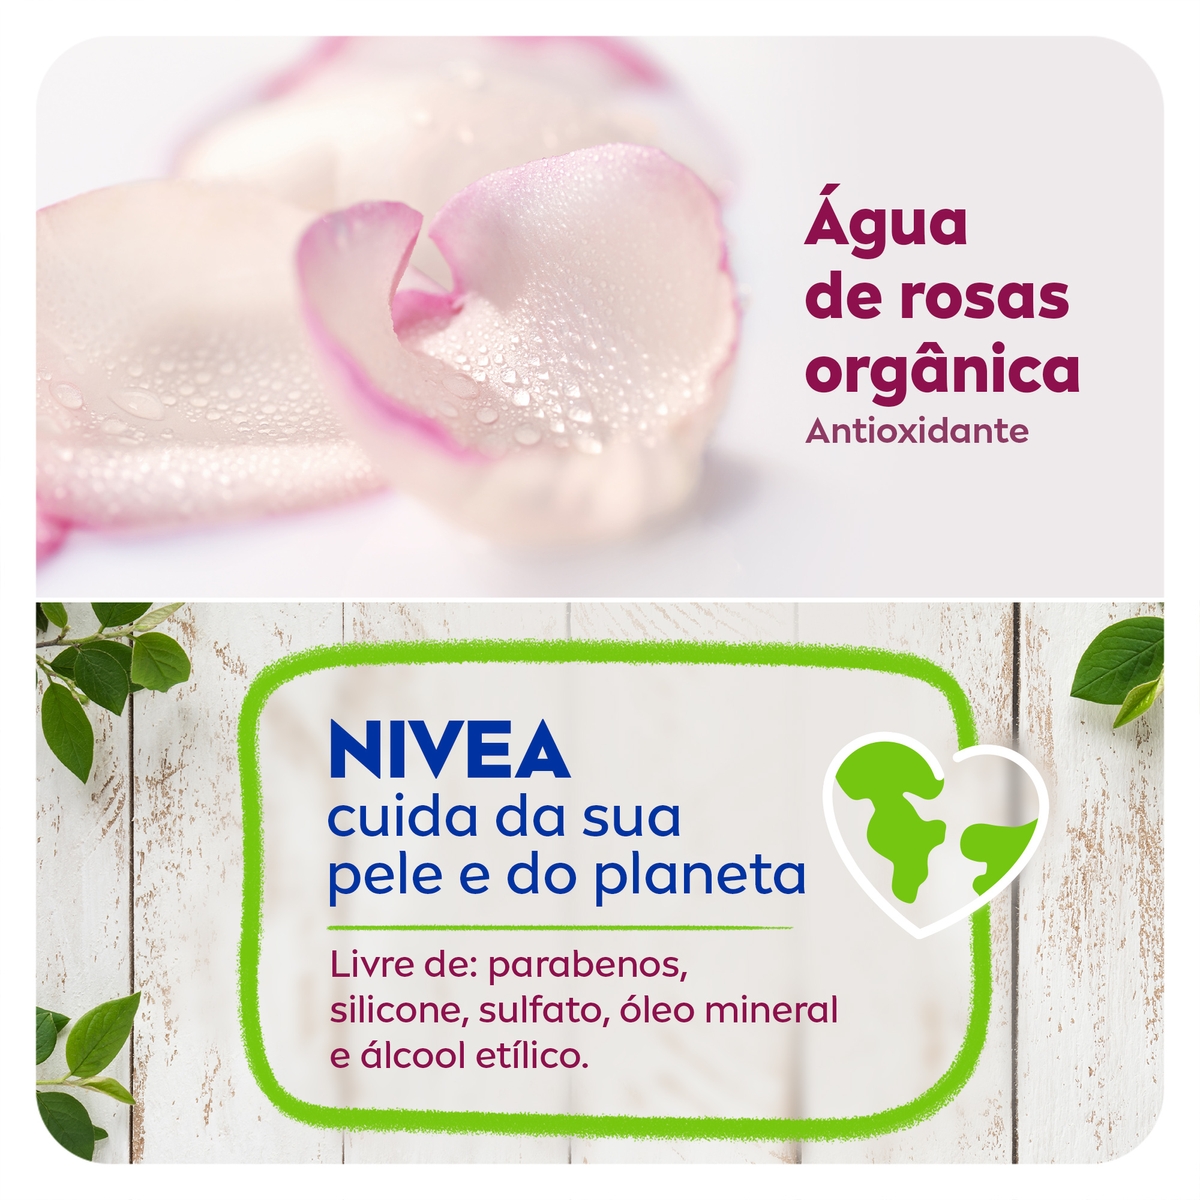 Água
de rosas
orgânica
Antioxidante
NIVEA
cuida da sua
pele e do planeta
Livre de: parabenos,
silicone, sulfato, óleo mineral
e álcool etílico.